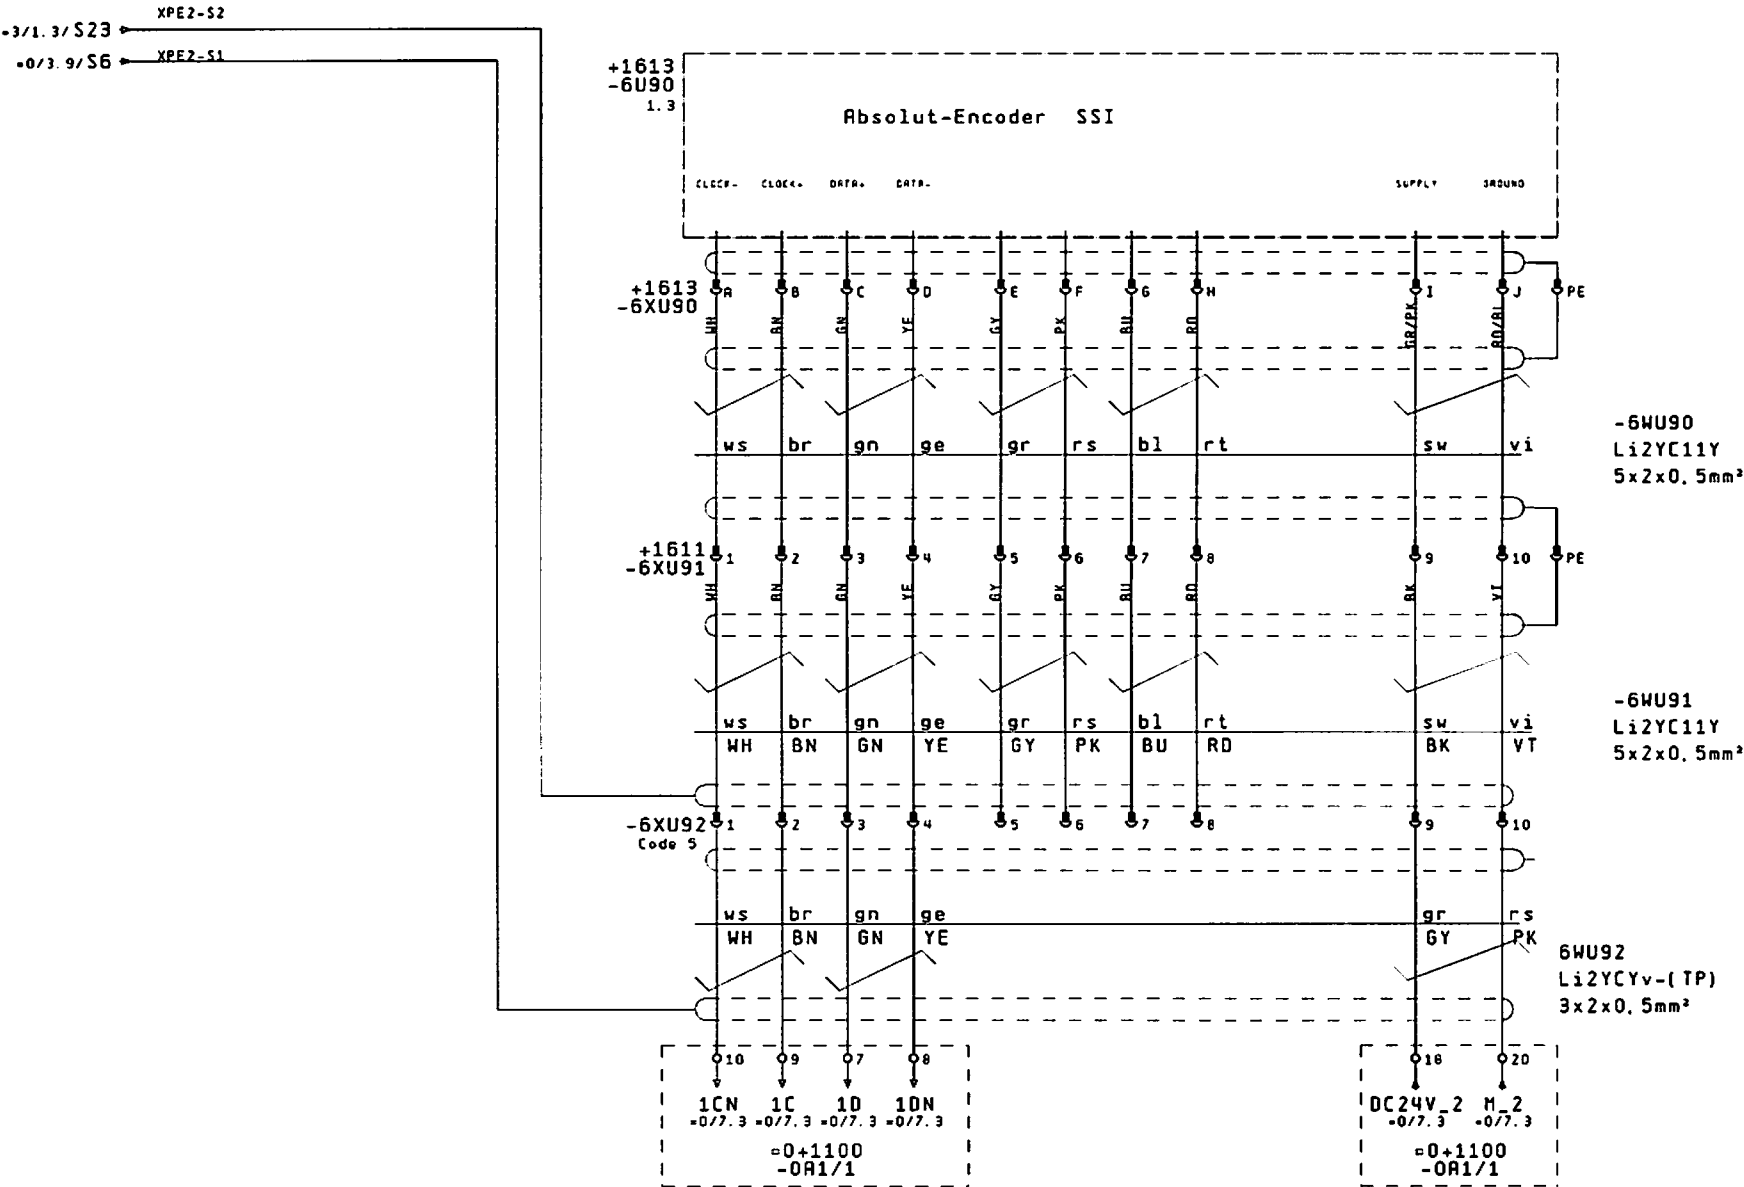 XPE2-S2
-3/1.3/S23
XPE2-S1
=0/3.9/S6
+1613
-6U90
1.3
Absolut-Encoder SSI
CLOCK- CLOCK+ DATA+ DATA- SUPPLY GROUND
+1613
-6XU90
A B C D E F G H I J PE
WH BN GN YE GY PK BU RD GR/PK RD/BL
-6WU90
Li2YC11Y
5x2x0,5mm²
ws br gn ge gr rs bl rt sw vi
+1611
-6XU91
1 2 3 4 5 6 7 8 9 10 PE
WH BN GN YE GY PK BU RD BK VI
-6WU91
Li2YC11Y
5x2x0,5mm²
ws br gn ge gr rs bl rt sw vi
WH BN GN YE GY PK BU RD BK VT
-6XU92
Code 5
1 2 3 4 5 6 7 8 9 10
ws br gn ge gr rs
WH BN GN YE GY PK
6WU92
Li2YCYv-(TP)
3x2x0,5mm²
10 9 7 8 18 20
1CN 1C 1D 1DN DC24V_2 M_2
=0/7.3 =0/7.3 =0/7.3 =0/7.3 =0/7.3 =0/7.3
=0+1100 =0+1100
-0A1/1 -0A1/1